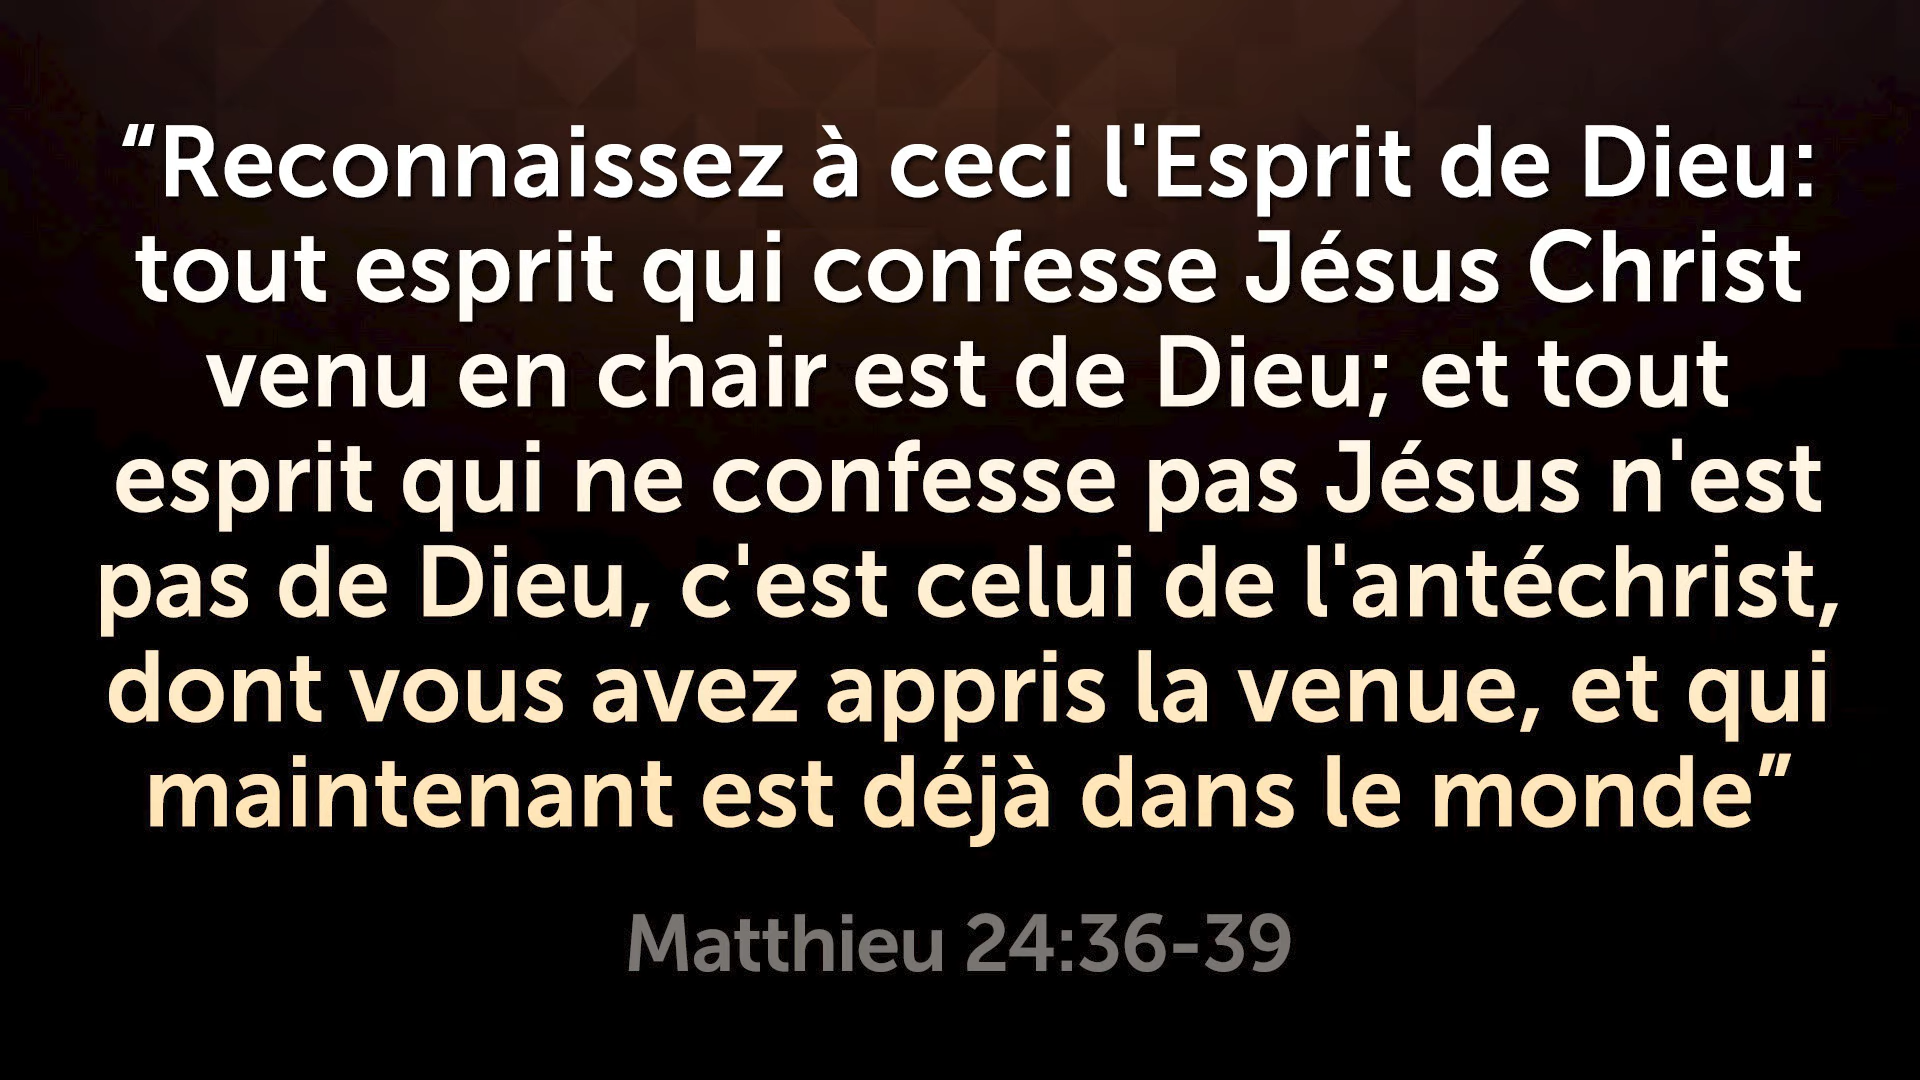 “Reconnaissez à ceci l'Esprit de Dieu:
tout esprit qui confesse Jésus Christ
venu en chair est de Dieu; et tout
esprit qui ne confesse pas Jésus n'est
pas de Dieu, c'est celui de l'antéchrist,
dont vous avez appris la venue, et qui
maintenant est déjà dans le monde”
Matthieu 24:36-39